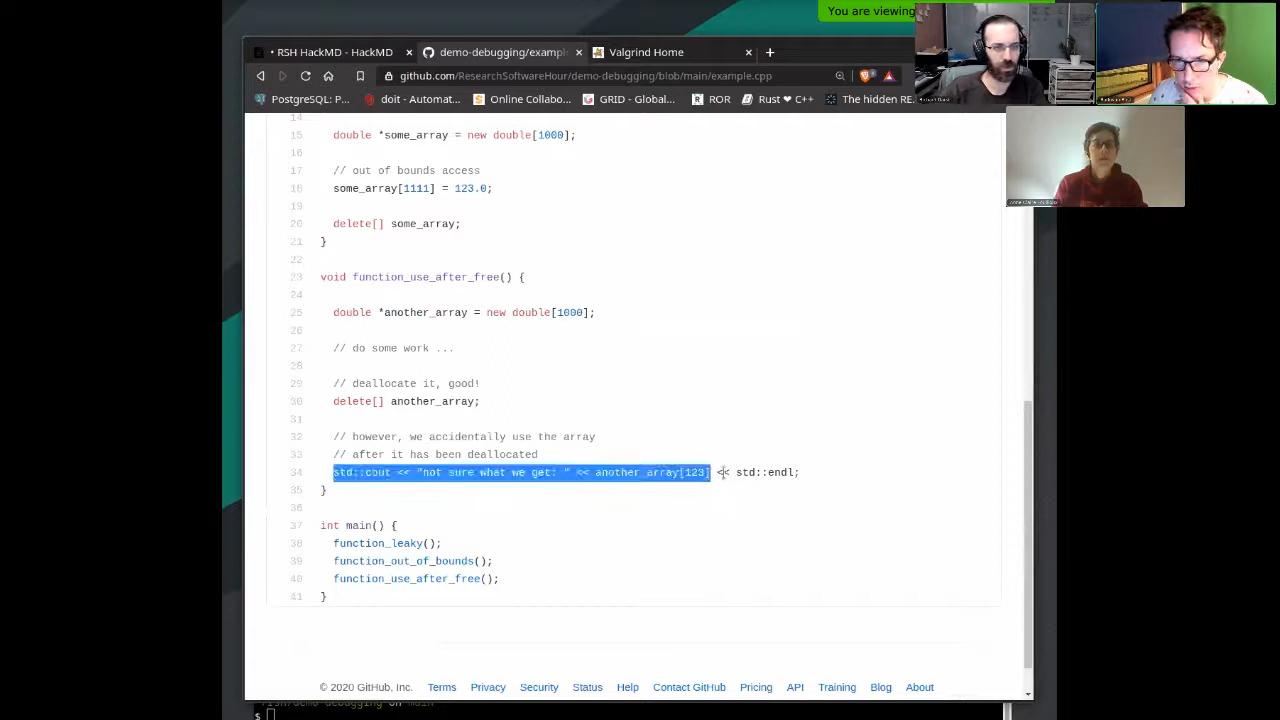 You are viewing
• RSH HackMD - HackMD
demo-debugging/exampl
Valgrind Home
github.com/ResearchSoftwareHour/demo-debugging/blob/main/example.cpp
PostgreSQL: P...
doit - Automat...
Online Collabo...
GRID - Global...
ROR
Rust ❤ C++
The hidden RE.
14
15 double *some_array = new double[1000];
16
17 // out of bounds access
18 some_array[1111] = 123.0;
19
20 delete[] some_array;
21 }
22
23 void function_use_after_free() {
24
25 double *another_array = new double[1000];
26
27 // do some work ...
28
29 // deallocate it, good!
30 delete[] another_array;
31
32 // however, we accidentally use the array
33 // after it has been deallocated
34 std::cout << "not sure what we get: " << another_array[123] << std::endl;
35 }
36
37 int main() {
38 function_leaky();
39 function_out_of_bounds();
40 function_use_after_free();
41 }
© 2020 GitHub, Inc. Terms Privacy Security Status Help Contact GitHub Pricing API Training Blog About
demo-debugging on main
$